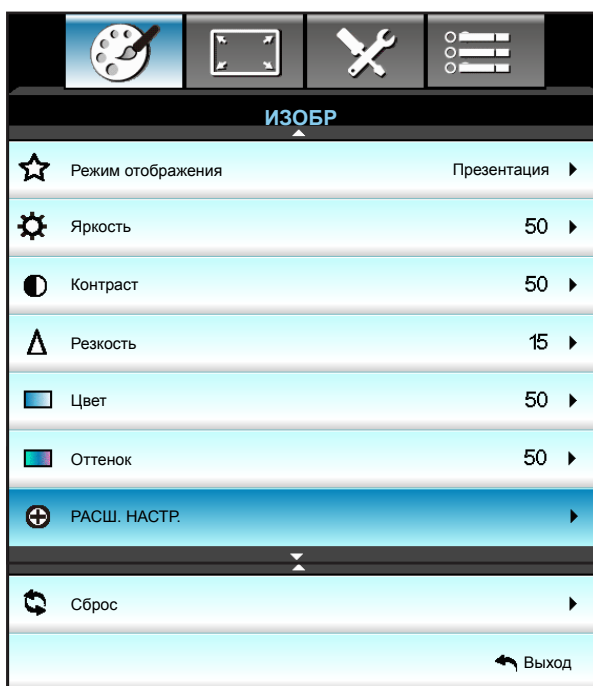 ИЗОБР
Режим отображения Презентация
Яркость 50
Контраст 50
Резкость 15
Цвет 50
Оттенок 50
РАСШ. НАСТР.
Сброс
Выход